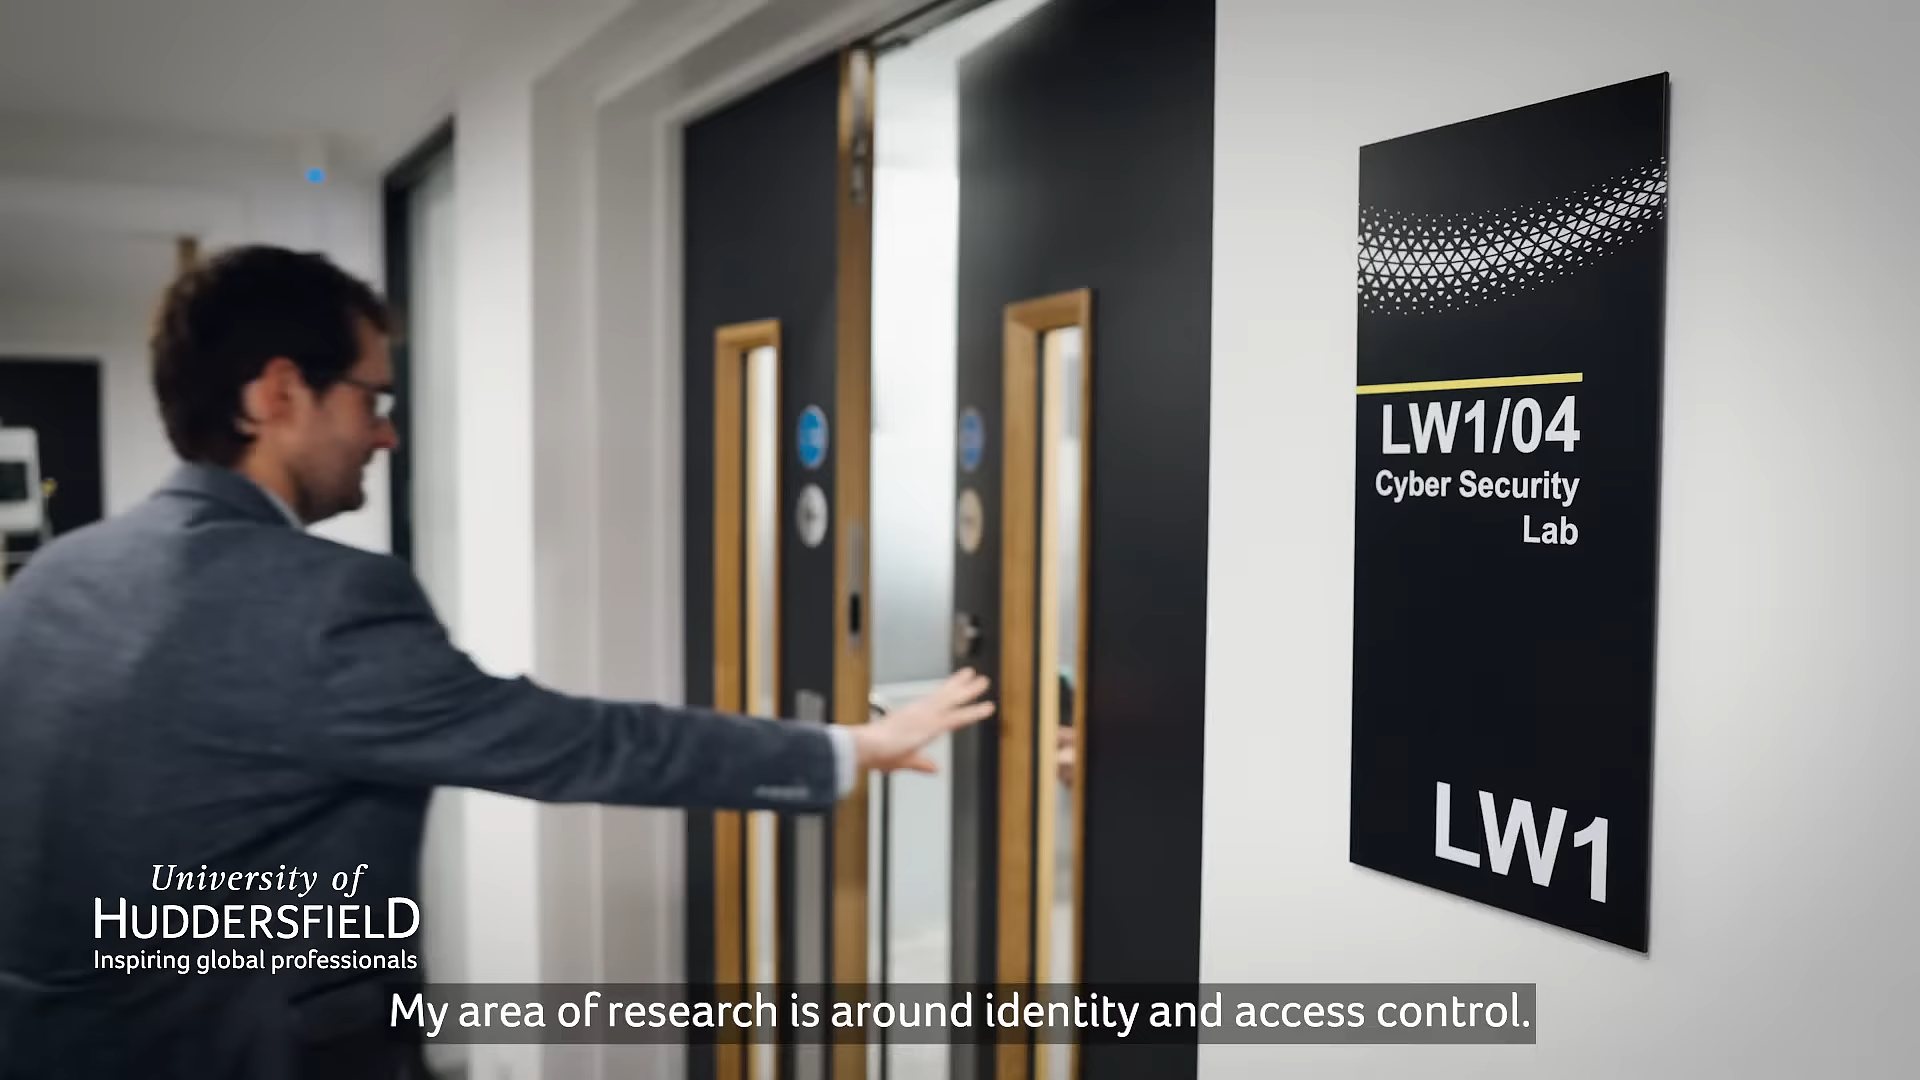 LW1/04
Cyber Security
Lab
LW1
University of
HUDDERSFIELD
Inspiring global professionals
My area of research is around identity and access control.